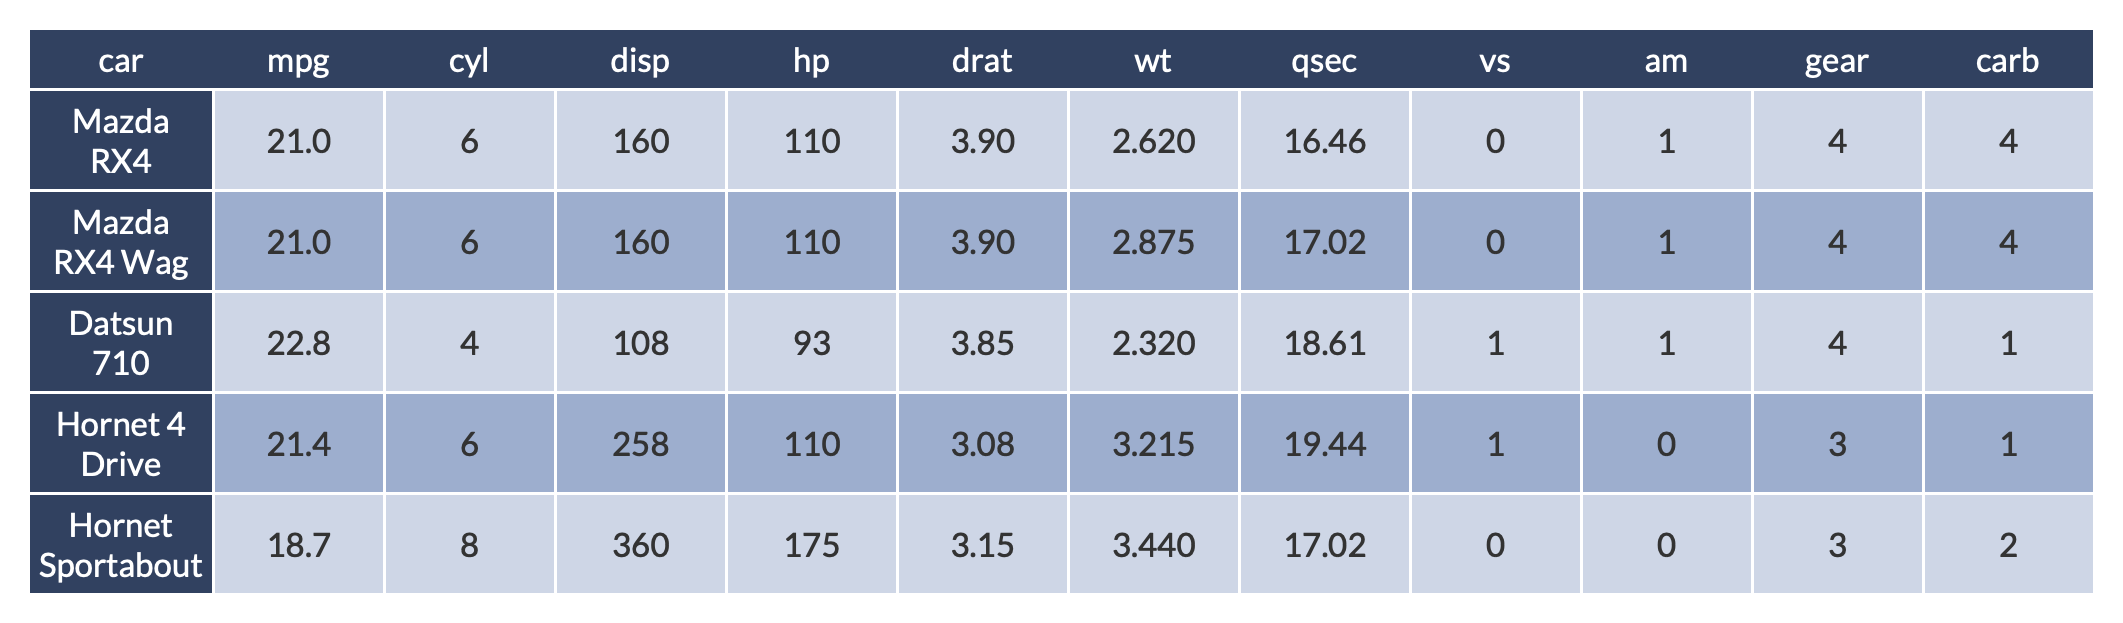 car mpg cyl disp hp drat wt qsec vs am gear carb
Mazda
RX4 21.0 6 160 110 3.90 2.620 16.46 0 1 4 4
Mazda
RX4 Wag 21.0 6 160 110 3.90 2.875 17.02 0 1 4 4
Datsun
710 22.8 4 108 93 3.85 2.320 18.61 1 1 4 1
Hornet 4
Drive 21.4 6 258 110 3.08 3.215 19.44 1 0 3 1
Hornet
Sportabout 18.7 8 360 175 3.15 3.440 17.02 0 0 3 2